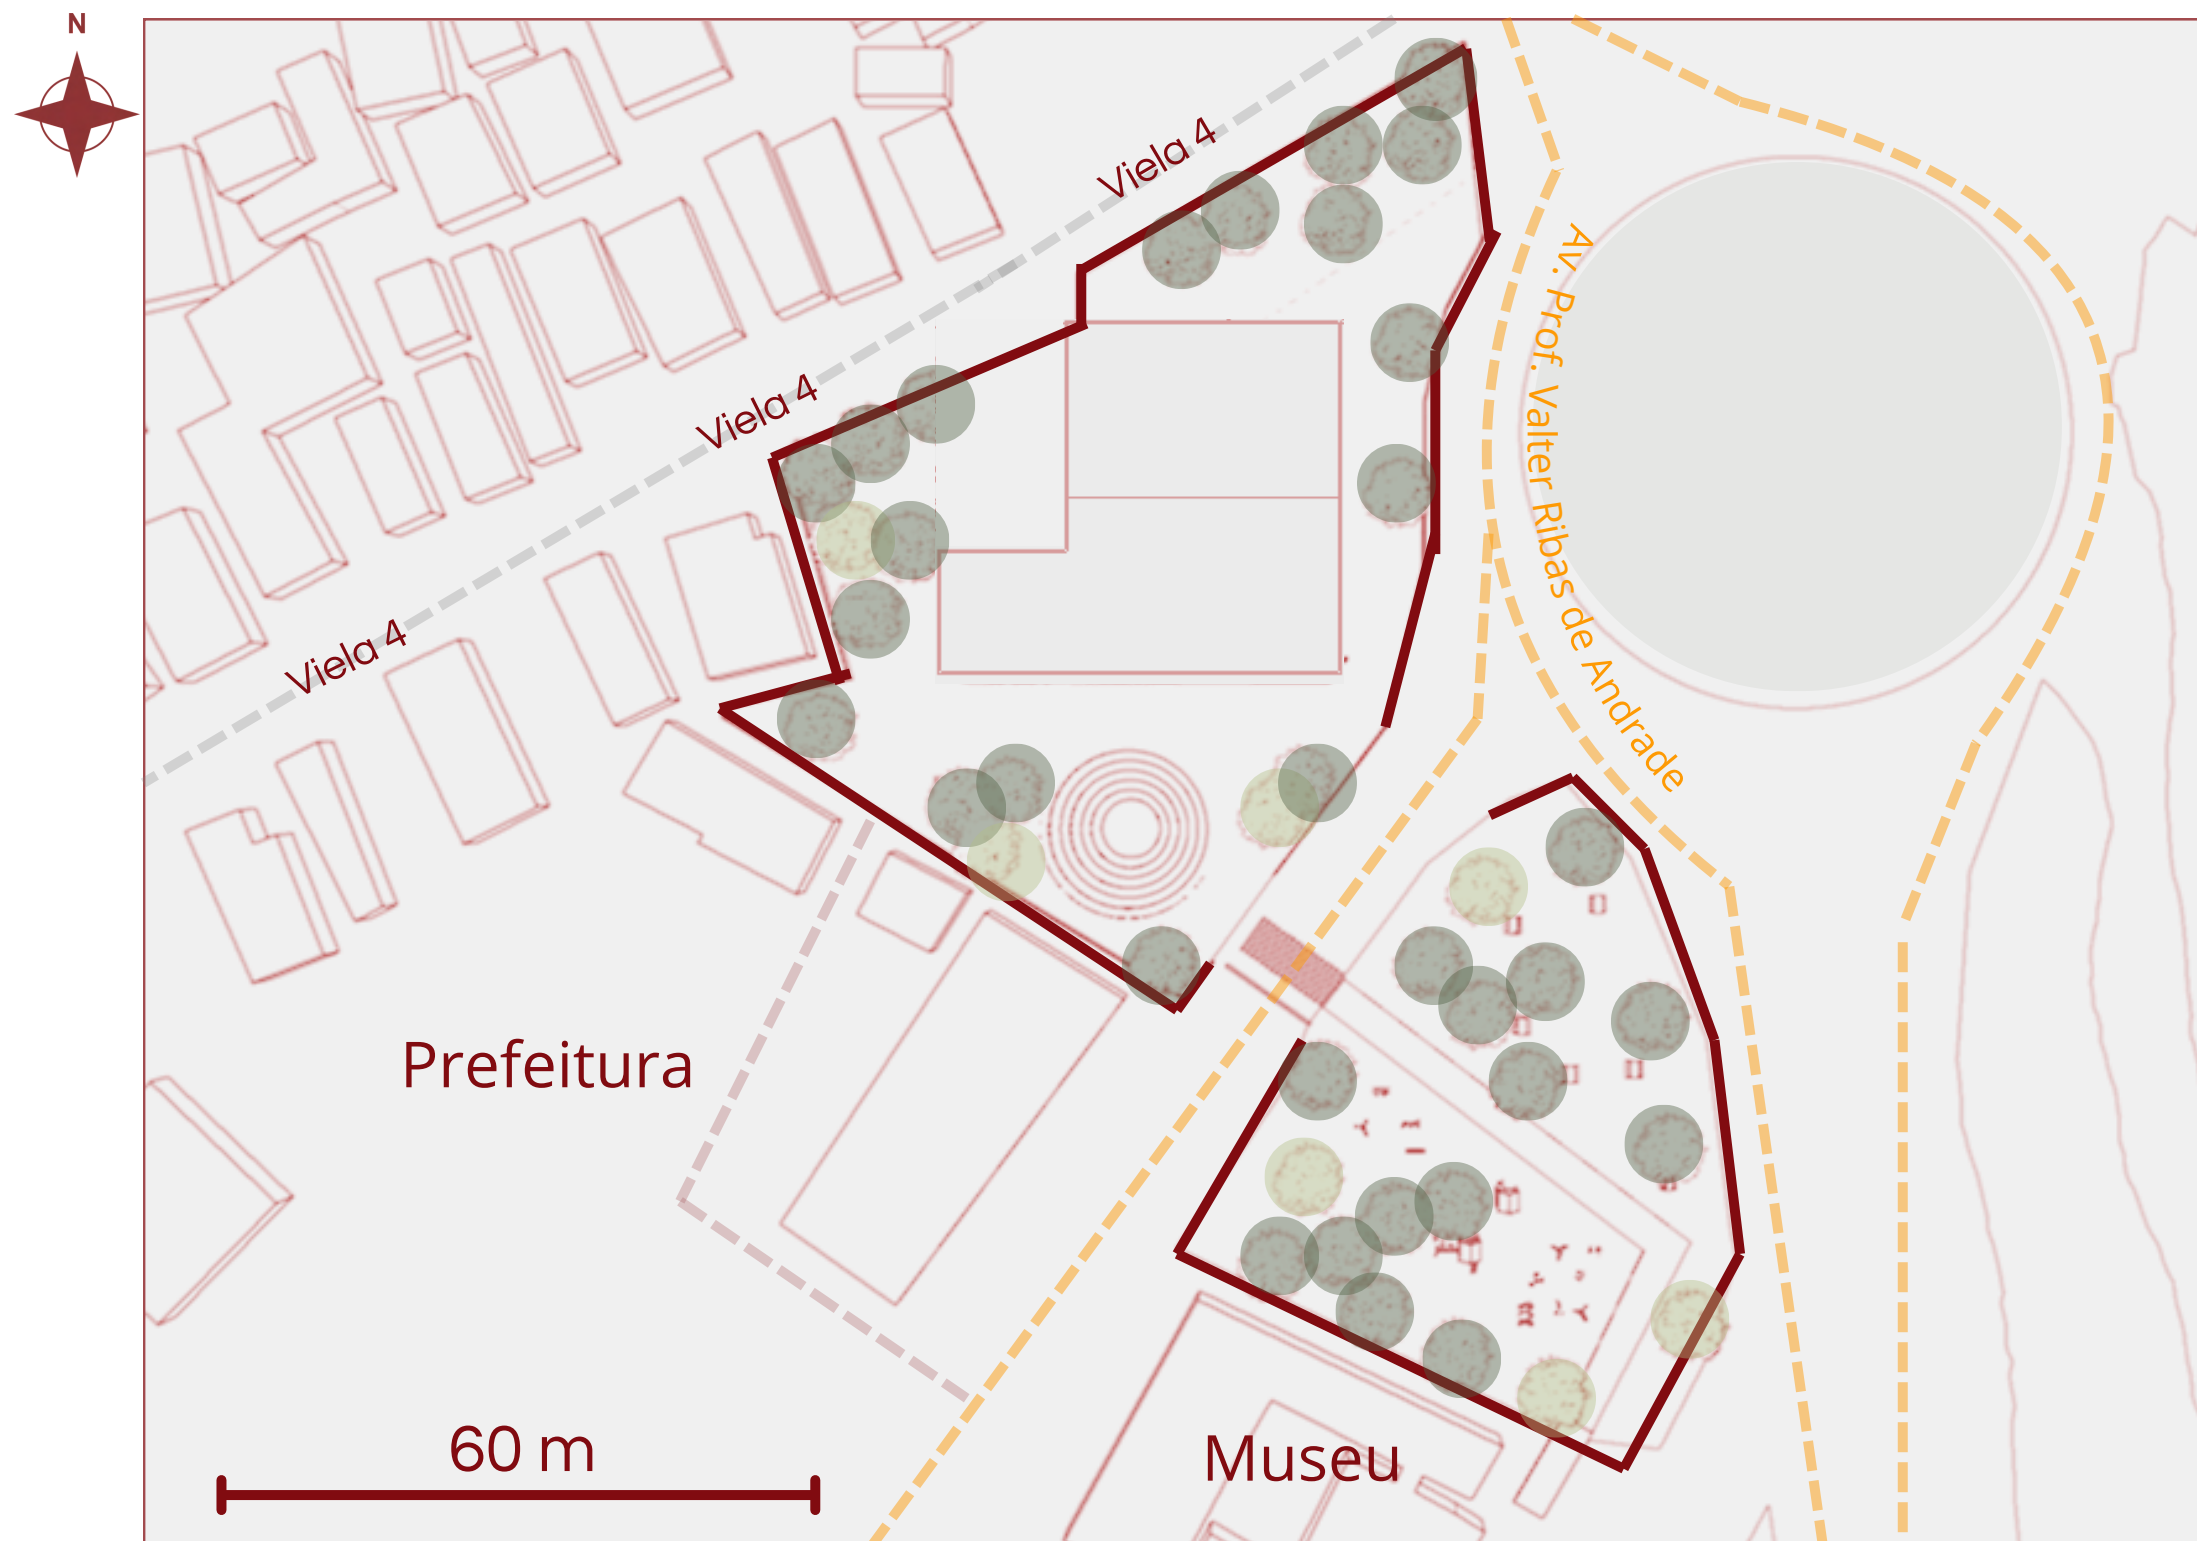 N
Viela 4
Viela 4
Viela 4
Av. Prof. Valter Ribas de Andrade
Prefeitura
60 m
Museu